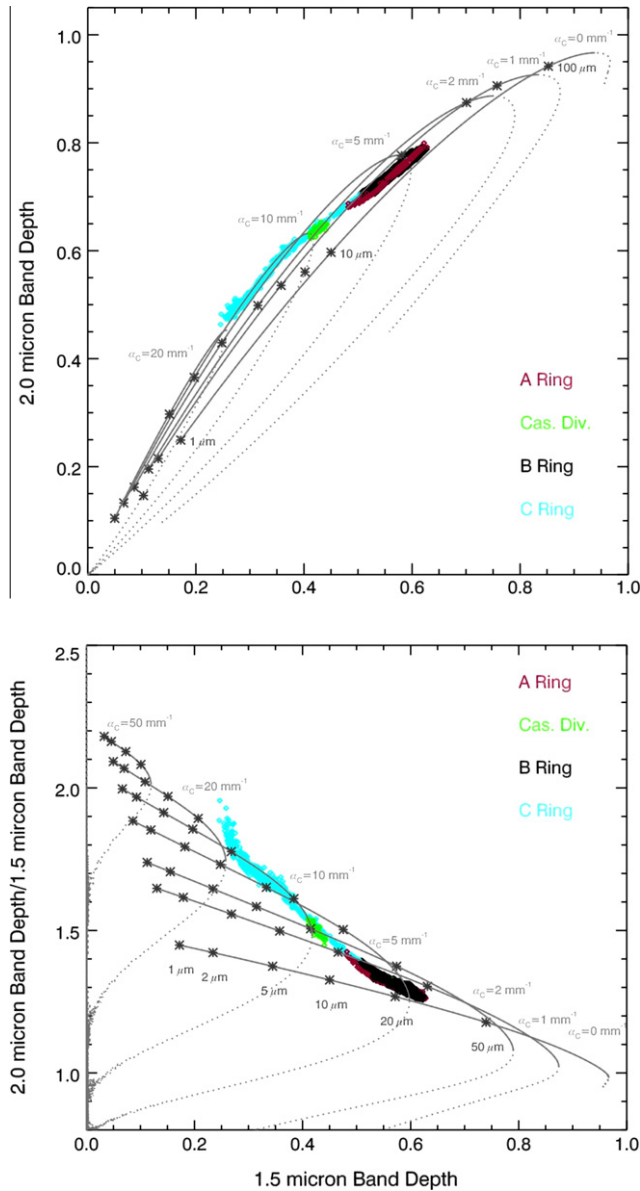 1.0
0.8
0.6
0.4
0.2
0.0
2.0 micron Band Depth
α_C=0 mm⁻¹
α_C=1 mm⁻¹
α_C=2 mm⁻¹
100 μm
α_C=5 mm⁻¹
α_C=10 mm⁻¹
10 μm
α_C=20 mm⁻¹
1 μm
A Ring
Cas. Div.
B Ring
C Ring
0.0 0.2 0.4 0.6 0.8 1.0
2.5
2.0
1.5
1.0
2.0 micron Band Depth/1.5 mircon Band Depth
α_C=50 mm⁻¹
α_C=20 mm⁻¹
α_C=10 mm⁻¹
α_C=5 mm⁻¹
α_C=2 mm⁻¹
α_C=1 mm⁻¹
α_C=0 mm⁻¹
1 μm
2 μm
5 μm
10 μm
20 μm
50 μm
A Ring
Cas. Div.
B Ring
C Ring
0.0 0.2 0.4 0.6 0.8 1.0
1.5 micron Band Depth